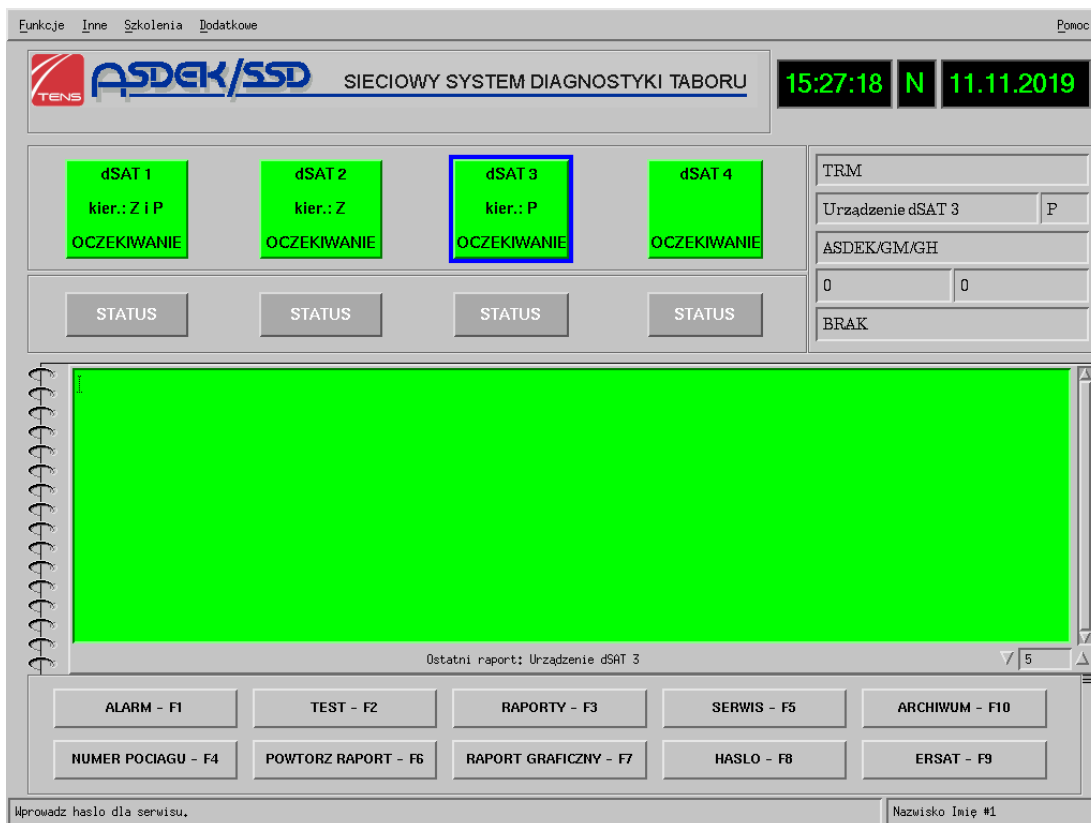 Funkcje Inne Szkolenia Dodatkowe Pomoc
TENS ASDEK/SSD SIECIOWY SYSTEM DIAGNOSTYKI TABORU 15:27:18 N 11.11.2019
dSAT 1 dSAT 2 dSAT 3 dSAT 4
kier.: Z i P kier.: Z kier.: P
OCZEKIWANIE OCZEKIWANIE OCZEKIWANIE OCZEKIWANIE
TRM
Urządzenie dSAT 3 P
ASDEK/GM/GH
0 0
BRAK
STATUS STATUS STATUS STATUS
Ostatni raport: Urządzenie dSAT 3 5
ALARM - F1 TEST - F2 RAPORTY - F3 SERWIS - F5 ARCHIWUM - F10
NUMER POCIAGU - F4 POWTORZ RAPORT - F6 RAPORT GRAFICZNY - F7 HASLO - F8 ERSAT - F9
Wprowadz haslo dla serwisu. Nazwisko Imię #1